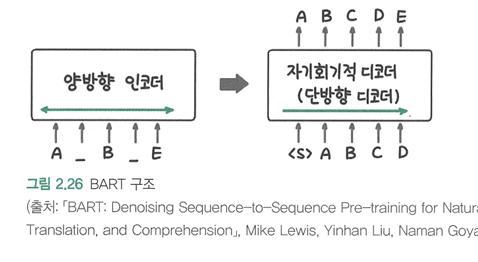 A B C D E
양방향 인코더
자기회기적 디코더
(단방향 디코더)
A _ B _ E
<S> A B C D
그림 2.26 BART 구조
(출처: 「BART: Denoising Sequence-to-Sequence Pre-training for Natura
Translation, and Comprehension」, Mike Lewis, Yinhan Liu, Naman Goya